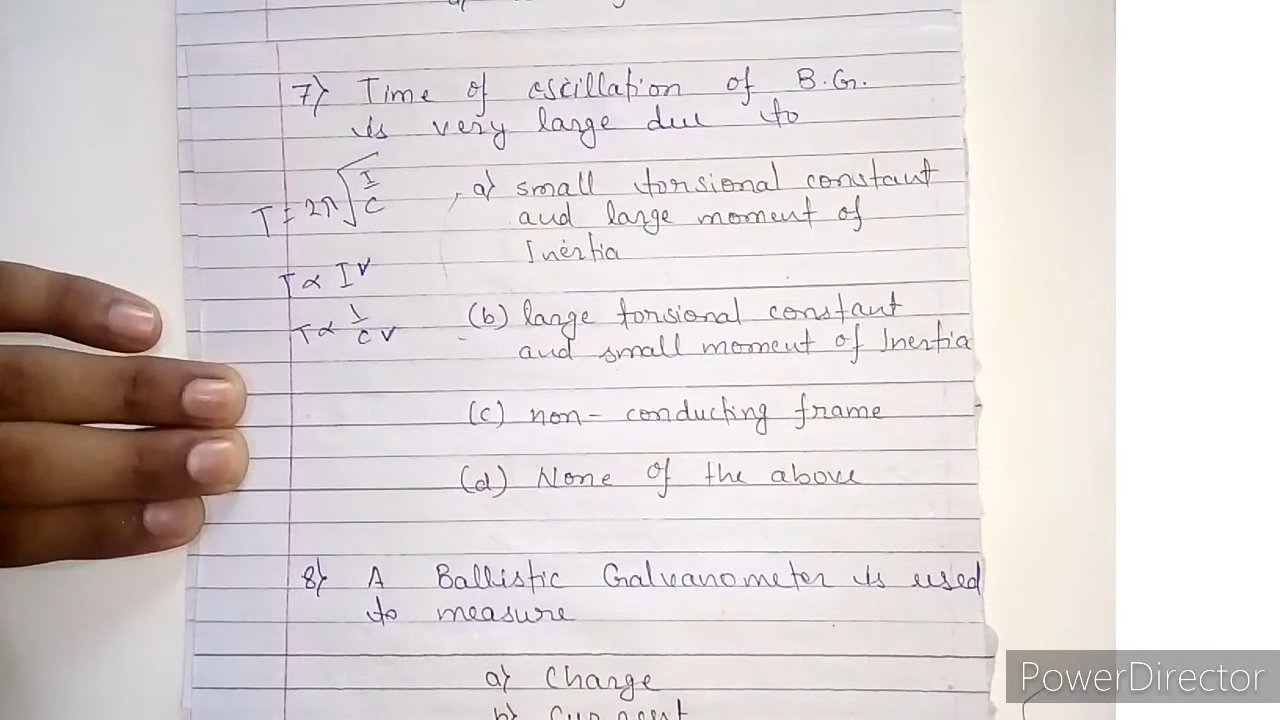 7) Time of oscillation of B.G.
is very large due to
T = 2π√(I/C)
a) small torsional constant
and large moment of
Inertia
T ∝ I
T ∝ 1/C
(b) large torsional constant
and small moment of Inertia
(c) non-conducting frame
(d) None of the above
8) A Ballistic Galvanometer is used
to measure
a) Charge
b) Current
PowerDirector